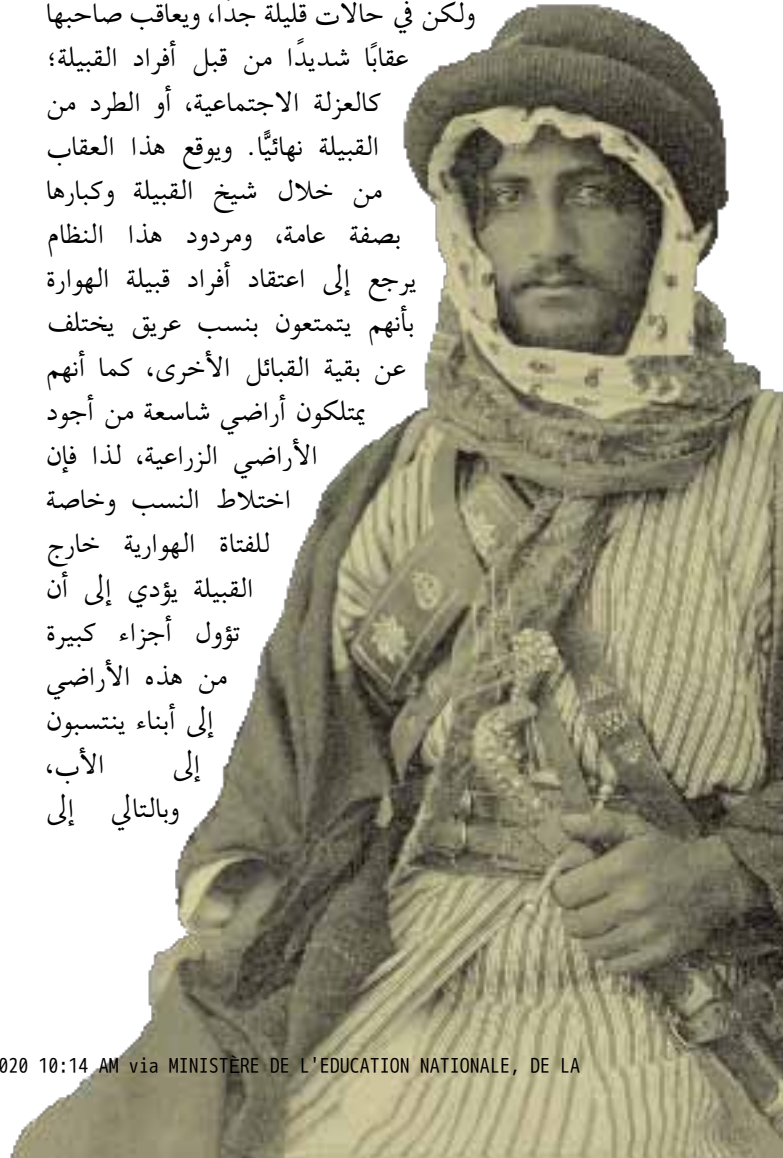 ولكن في حالات قليلة جدًّا، ويعاقب صاحبها
عقابًا شديدًا من قبل أفراد القبيلة؛
كالعزلة الاجتماعية، أو الطرد من
القبيلة نهائيًّا. ويوقع هذا العقاب
من خلال شيخ القبيلة وكبارها
بصفة عامة، ومردود هذا النظام
يرجع إلى اعتقاد أفراد قبيلة الهوارة
بأنهم يتمتعون بنسب عريق يختلف
عن بقية القبائل الأخرى، كما أنهم
يمتلكون أراضي شاسعة من أجود
الأراضي الزراعية، لذا فإن
اختلاط النسب وخاصة
للفتاة الهوارية خارج
القبيلة يؤدي إلى أن
تؤول أجزاء كبيرة
من هذه الأراضي
إلى أبناء ينتسبون
إلى الأب،
وبالتالي إلى
020 10:14 AM via MINISTÈRE DE L'EDUCATION NATIONALE, DE LA